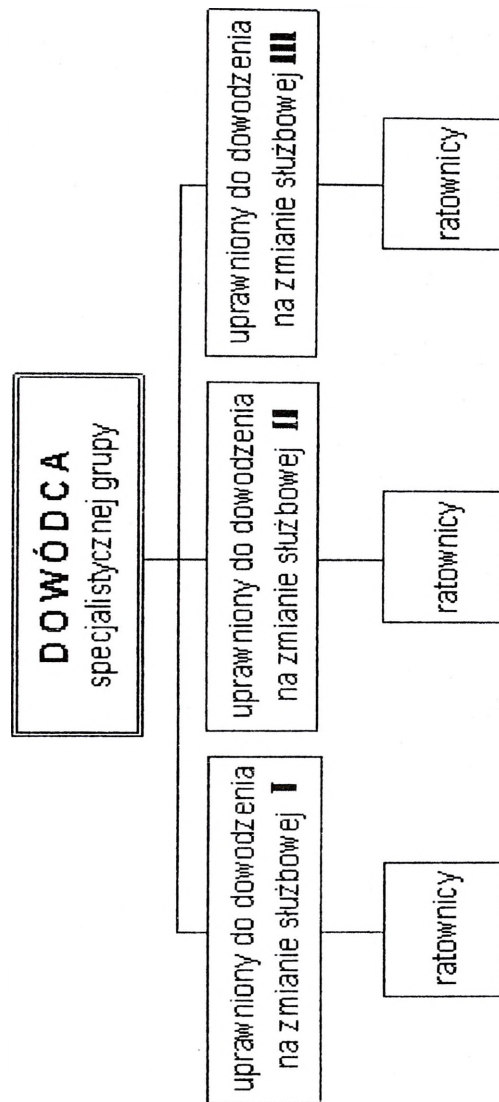 DOWÓDCA
specjalistycznej grupy
uprawniony do dowodzenia
na zmianie służbowej I
uprawniony do dowodzenia
na zmianie służbowej II
uprawniony do dowodzenia
na zmianie służbowej III
ratownicy
ratownicy
ratownicy